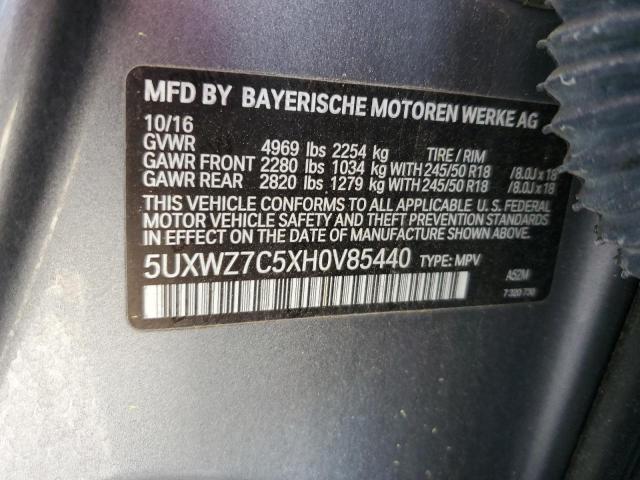 MFD BY BAYERISCHE MOTOREN WERKE AG
10/16
GVWR 4969 lbs 2254 kg TIRE / RIM
GAWR FRONT 2280 lbs 1034 kg WITH 245/50 R18 /8.0J x 18
GAWR REAR 2820 lbs 1279 kg WITH 245/50 R18 /8.0J x 18
THIS VEHICLE CONFORMS TO ALL APPLICABLE U. S. FEDERAL
MOTOR VEHICLE SAFETY AND THEFT PREVENTION STANDARDS
IN EFFECT ON THE DATE OF MANUFACTURE SHOWN ABOVE.
5UXWZ7C5XH0V85440 TYPE: MPV
A52M
7 320 730